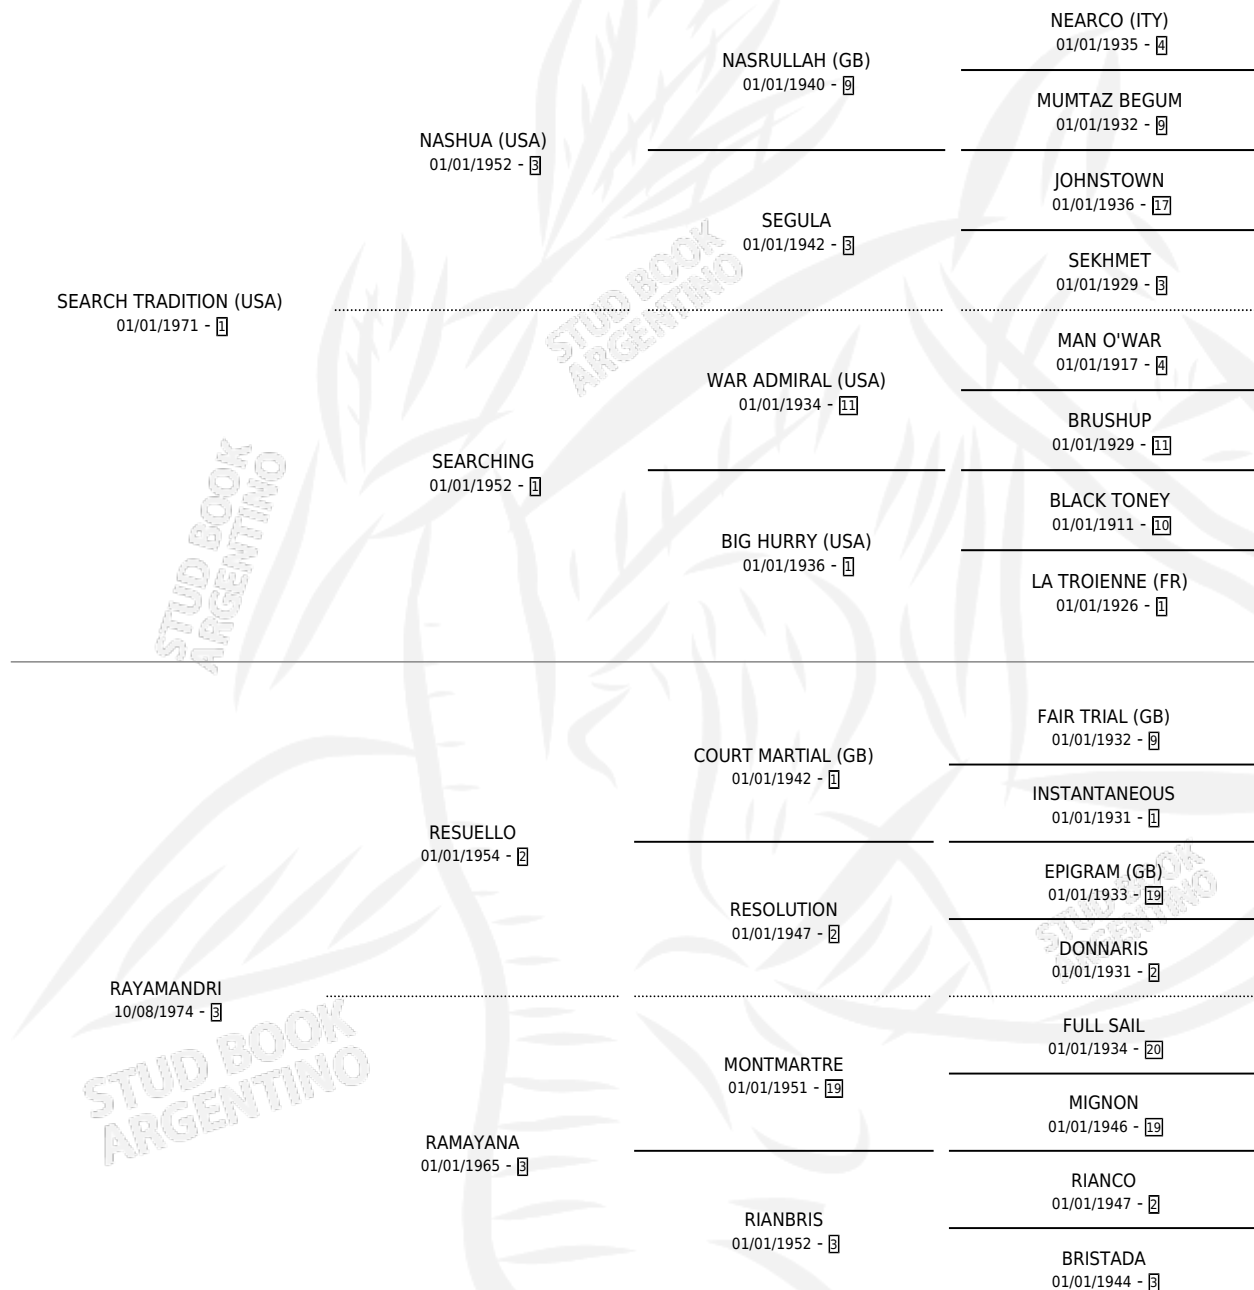 NEARCO (ITY)
01/01/1935 - 4
NASRULLAH (GB)
01/01/1940 - 9
MUMTAZ BEGUM
01/01/1932 - 9
NASHUA (USA)
01/01/1952 - 3
JOHNSTOWN
01/01/1936 - 17
SEGULA
01/01/1942 - 3
SEKHMET
01/01/1929 - 3
SEARCH TRADITION (USA)
01/01/1971 - 1
STUD BOOK
ARGENTINO
MAN O'WAR
01/01/1917 - 4
WAR ADMIRAL (USA)
01/01/1934 - 11
BRUSHUP
01/01/1929 - 11
SEARCHING
01/01/1952 - 1
BLACK TONEY
01/01/1911 - 10
BIG HURRY (USA)
01/01/1936 - 1
LA TROIENNE (FR)
01/01/1926 - 1
STUD BOOK
ARGENTINO
FAIR TRIAL (GB)
01/01/1932 - 9
COURT MARTIAL (GB)
01/01/1942 - 1
INSTANTANEOUS
01/01/1931 - 1
RESUELLO
01/01/1954 - 2
EPIGRAM (GB)
01/01/1933 - 19
RESOLUTION
01/01/1947 - 2
DONNARIS
01/01/1931 - 2
STUD BOOK
ARGENTINO
RAYAMANDRI
10/08/1974 - 3
FULL SAIL
01/01/1934 - 20
MONTMARTRE
01/01/1951 - 19
MIGNON
01/01/1946 - 19
STUD BOOK
ARGENTINO
RAMAYANA
01/01/1965 - 3
RIANCO
01/01/1947 - 2
RIANBRIS
01/01/1952 - 3
BRISTADA
01/01/1944 - 3